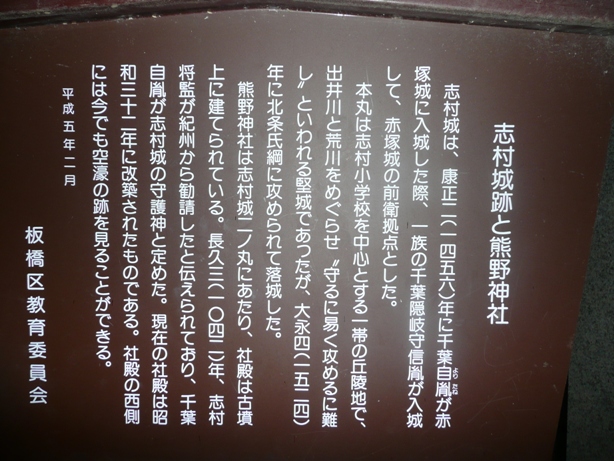 志村城跡と熊野神社
志村城は、康正二(一四五六)年に千葉自胤が赤
よりたね
塚城に入城した際、一族の千葉隠岐守信胤が入城
して、赤塚城の前衛拠点とした。
本丸は志村小学校を中心とする一帯の丘陵地で、
出井川と荒川をめぐらせ〝守るに易く攻めるに難
し〟といわれる堅城であつたが、大永四(一五二四)
年に北条氏綱に攻められて落城した。
熊野神社は志村城二ノ丸にあたり、社殿は古墳
上に建てられている。長久三(一〇四二)年、志村
将監が紀州から勧請したと伝えられており、千葉
自胤が志村城の守護神と定めた。現在の社殿は昭
和三十二年に改築されたものである。社殿の西側
には今でも空濠の跡を見ることができる。
平成五年二月
板橋区教育委員会